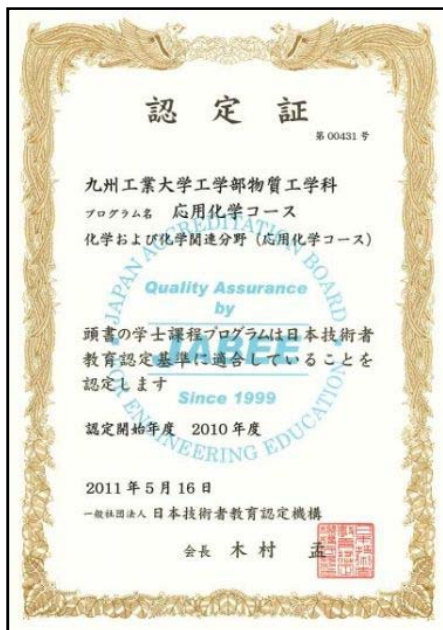 認定証
第00431号
九州工業大学工学部物質工学科
プログラム名 応用化学コース
化学および化学関連分野(応用化学コース)
JAPAN ACCREDITATION BOARD
FOR ENGINEERING EDUCATION
Quality Assurance
by
JABEE
Since 1999
頭書の学士課程プログラムは日本技術者
教育認定基準に適合していることを
認定します
認定開始年度 2010年度
2011年5月16日
一般社団法人 日本技術者教育認定機構
会長 木村 孟